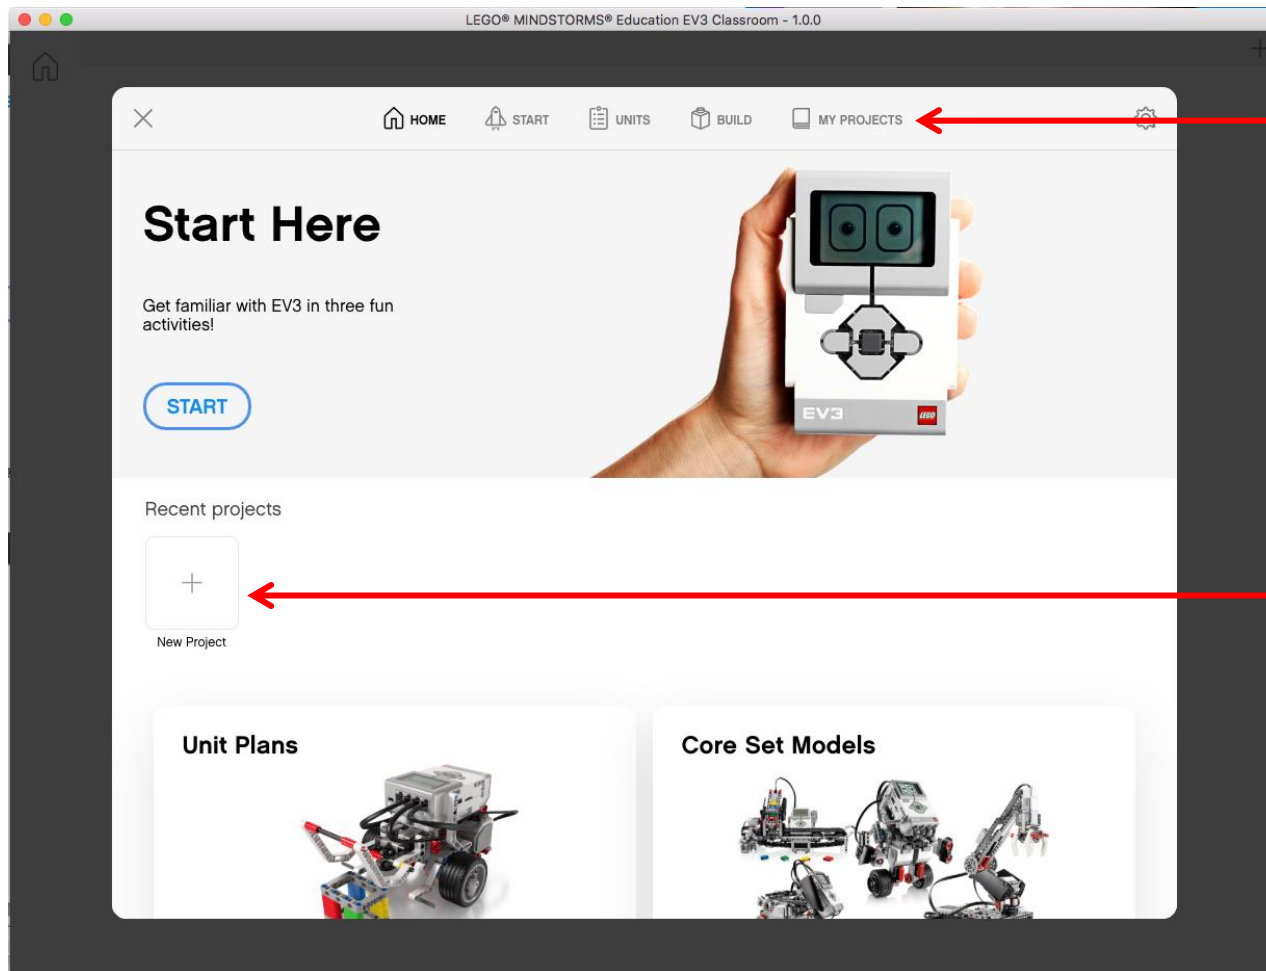 LEGO® MINDSTORMS® Education EV3 Classroom - 1.0.0
HOME START UNITS BUILD MY PROJECTS
Start Here
Get familiar with EV3 in three fun
activities!
START
EV3 LEGO
Recent projects
New Project
Unit Plans Core Set Models